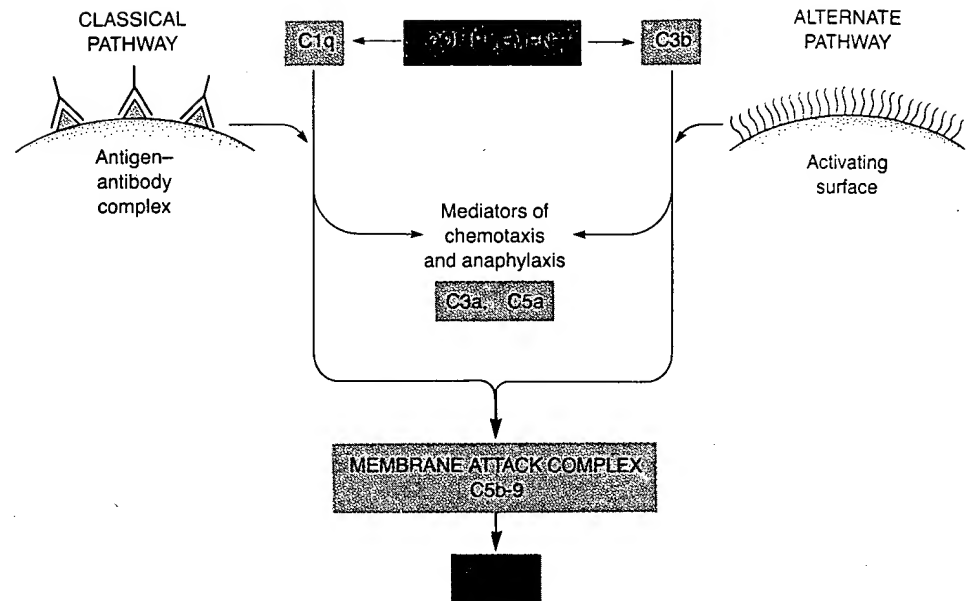 CLASSICAL
PATHWAY
C1q
C3b
ALTERNATE
PATHWAY
Antigen–
antibody
complex
Activating
surface
Mediators of
chemotaxis
and anaphylaxis
C3a, C5a
MEMBRANE ATTACK COMPLEX
C5b-9